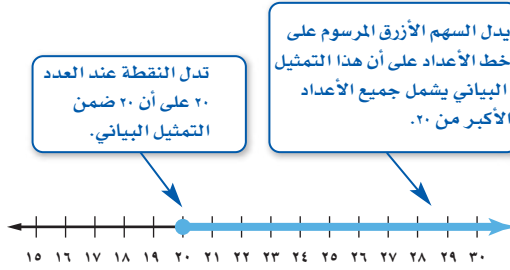 يدل السهم الأزرق المرسوم على
خط الأعداد على أن هذا التمثيل
البياني يشمل جميع الأعداد
الأكبر من ٢٠.
تدل النقطة عند العدد
٢٠ على أن ٢٠ ضمن
التمثيل البياني.
١٥ ١٦ ١٧ ١٨ ١٩ ٢٠ ٢١ ٢٢ ٢٣ ٢٤ ٢٥ ٢٦ ٢٧ ٢٨ ٢٩ ٣٠